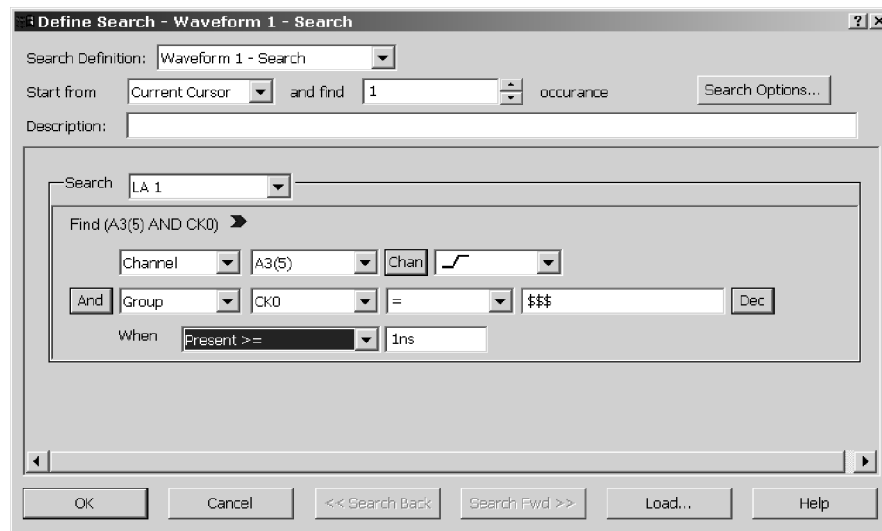 Define Search - Waveform 1 - Search
Search Definition: Waveform 1 - Search
Start from Current Cursor and find 1 occurance Search Options...
Description:
Search LA 1
Find (A3(5) AND CK0)
Channel A3(5) Chan
And Group CK0 = $$$ Dec
When Present >= 1ns
OK Cancel << Search Back Search Fwd >> Load... Help